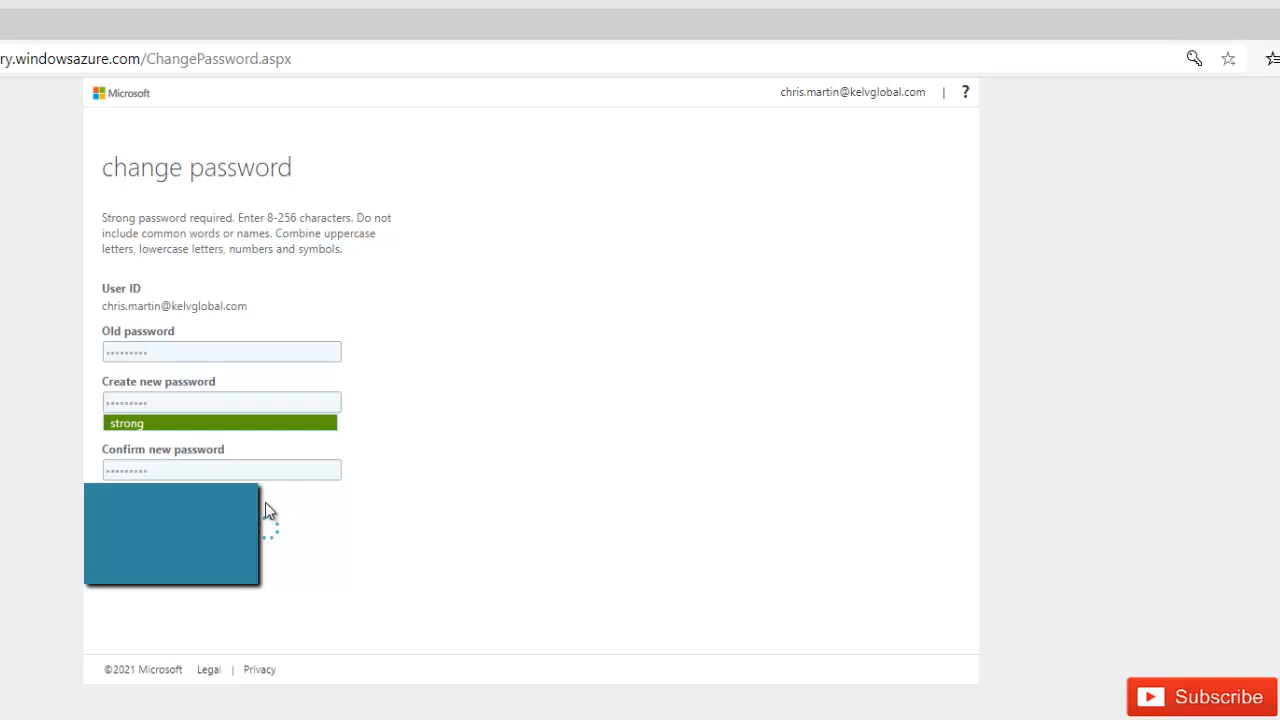 ry.windowsazure.com/ChangePassword.aspx
Microsoft
chris.martin@kelvglobal.com | ?
change password
Strong password required. Enter 8-256 characters. Do not
include common words or names. Combine uppercase
letters, lowercase letters, numbers and symbols.
User ID
chris.martin@kelvglobal.com
Old password
•••••••••
Create new password
•••••••••
strong
Confirm new password
•••••••••
©2021 Microsoft Legal | Privacy
Subscribe